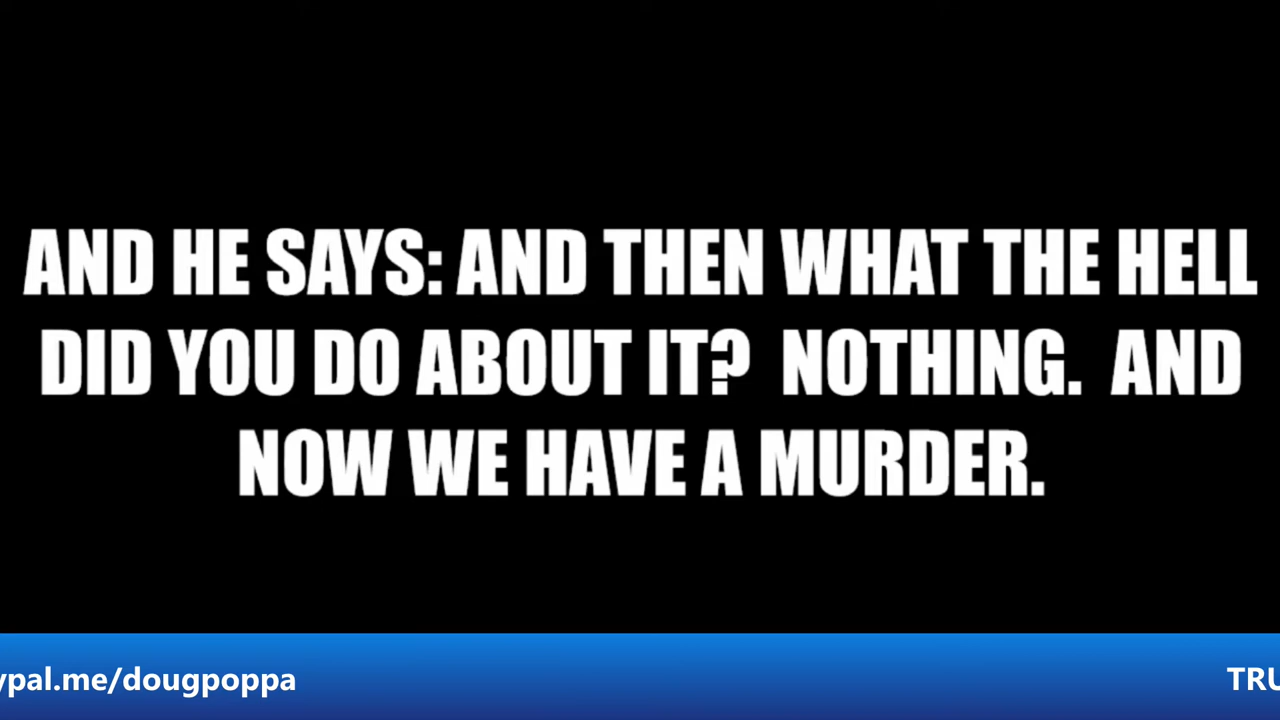 AND HE SAYS: AND THEN WHAT THE HELL
DID YOU DO ABOUT IT?  NOTHING.  AND
NOW WE HAVE A MURDER.
ypal.me/dougpoppa TRU